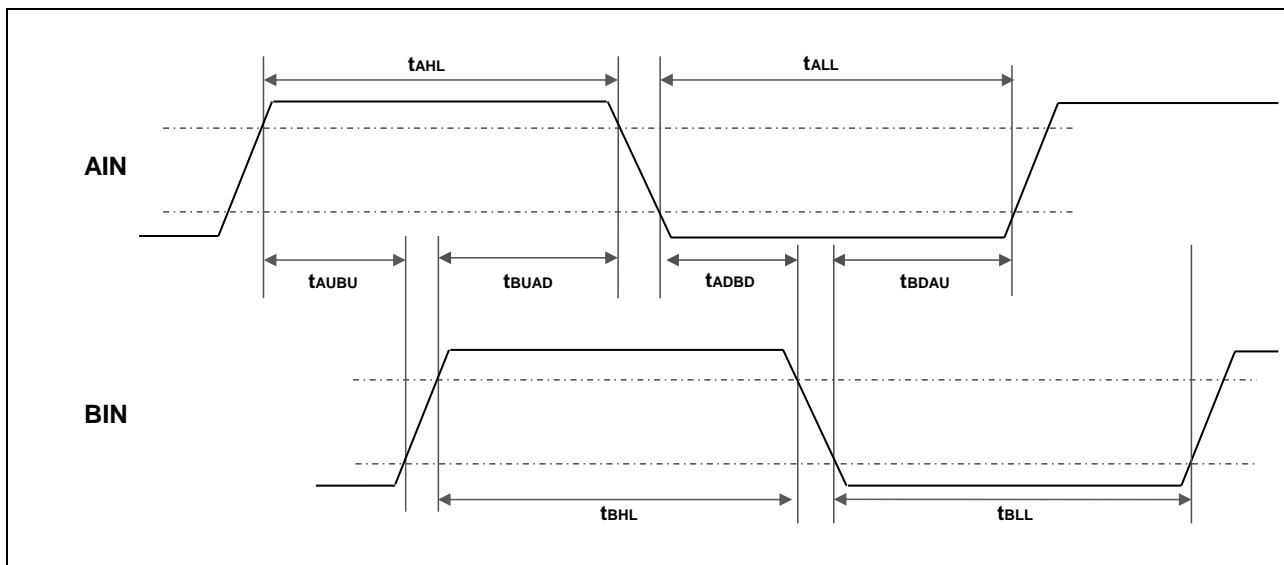 tAHL
tALL
AIN
tAUBU
tBUAD
tADBD
tBDAU
BIN
tBHL
tBLL